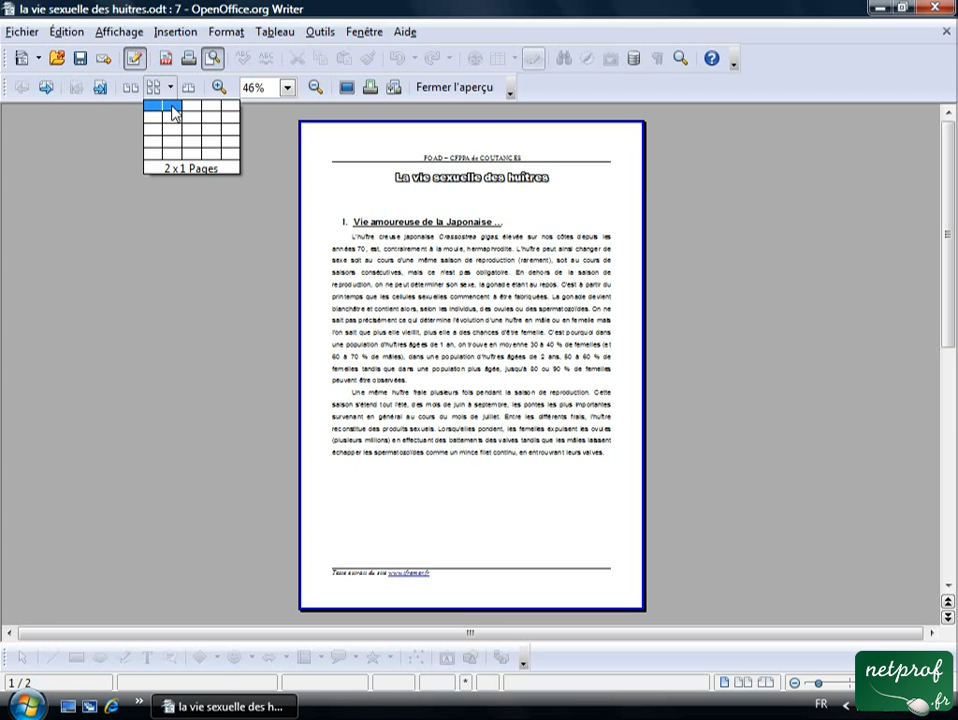 la vie sexuelle des huitres.odt : 7 - OpenOffice.org Writer
Fichier Édition Affichage Insertion Format Tableau Outils Fenêtre Aide
46% Fermer l'aperçu
2 x 1 Pages
FOAD – CFPPA de COUTANCES
La vie sexuelle des huîtres
I. Vie amoureuse de la Japonaise ...
L'huître creuse japonaise Crassostrea gigas, élevée sur nos côtes depuis les
années 70, est, contrairement à la moule, hermaphrodite. L'huître peut ainsi changer de
sexe soit au cours d'une même saison de reproduction (rarement), soit au cours de
saisons consécutives, mais ce n'est pas obligatoire. En dehors de la saison de
reproduction, on ne peut déterminer son sexe, la gonade étant au repos. C'est à partir du
printemps que les cellules sexuelles commencent à être fabriquées. La gonade devient
blanchâtre et contient alors, selon les individus, des ovules ou des spermatozoïdes. On ne
sait pas précisément ce qui détermine l'évolution d'une huître en mâle ou en femelle mais
l'on sait que plus elle vieillit, plus elle a des chances d'être femelle. C'est pourquoi dans
une population d'huîtres âgées de 1 an, on trouve en moyenne 30 à 40 % de femelles (et
60 à 70 % de mâles), dans une population d'huîtres âgées de 2 ans, 50 à 60 % de
femelles tandis que dans une population plus âgée, jusqu'à 80 ou 90 % de femelles
peuvent être observées.
Une même huître fraie plusieurs fois pendant la saison de reproduction. Cette
saison s'étend tout l'été, des mois de juin à septembre, les pontes les plus importantes
survenant en général au cours du mois de juillet. Entre les différents frais, l'huître
reconstitue des produits sexuels. Lorsqu'elles pondent, les femelles expulsent les ovules
(plusieurs millions) en effectuant des battements des valves tandis que les mâles laissent
échapper les spermatozoïdes comme un mince filet continu, en entrouvrant leurs valves.
Texte extrait du site www.ifremer.fr
1 / 2 *
la vie sexuelle des h... FR
netprof
.fr